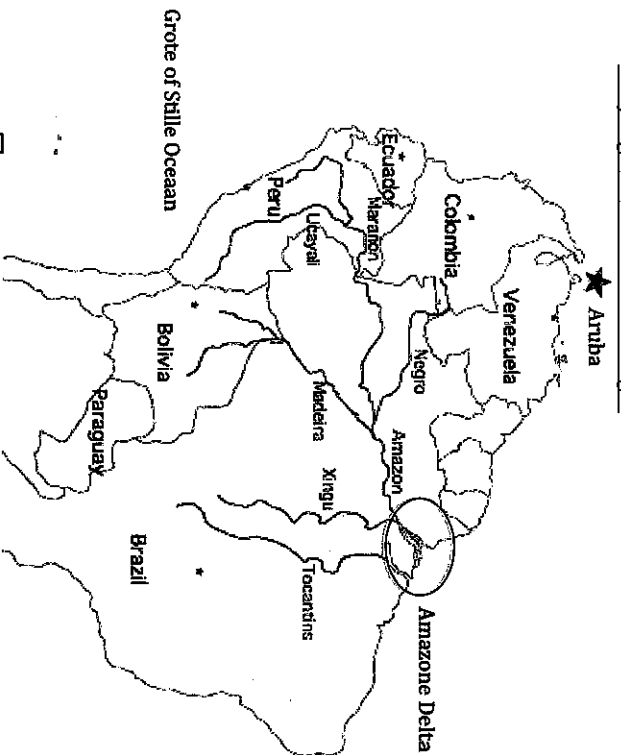 Aruba
Venezuela
Colombia
Ecuador
Marañon
Negro
Amazon
Amazone Delta
Ucayali
Peru
Madeira
Xingu
Tocantins
Bolivia
Paraguay
Brazil
Grote of Stille Oceaan